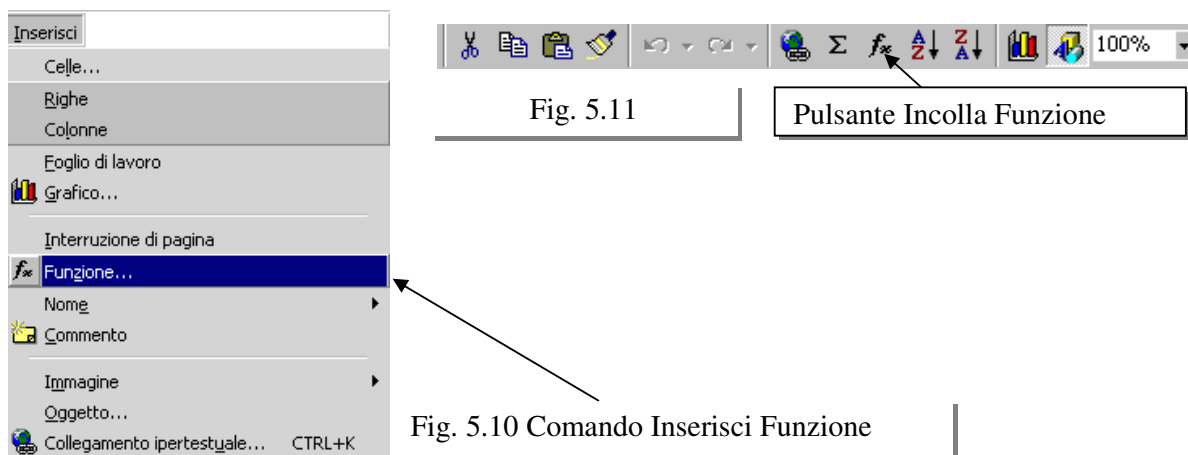 Inserisci
Celle...
Righe
Colonne
Foglio di lavoro
Grafico...
Interruzione di pagina
Funzione...
Nome
Commento
Immagine
Oggetto...
Collegamento ipertestuale... CTRL+K
Σ fx A Z Z A 100%
Fig. 5.11
Pulsante Incolla Funzione
Fig. 5.10 Comando Inserisci Funzione